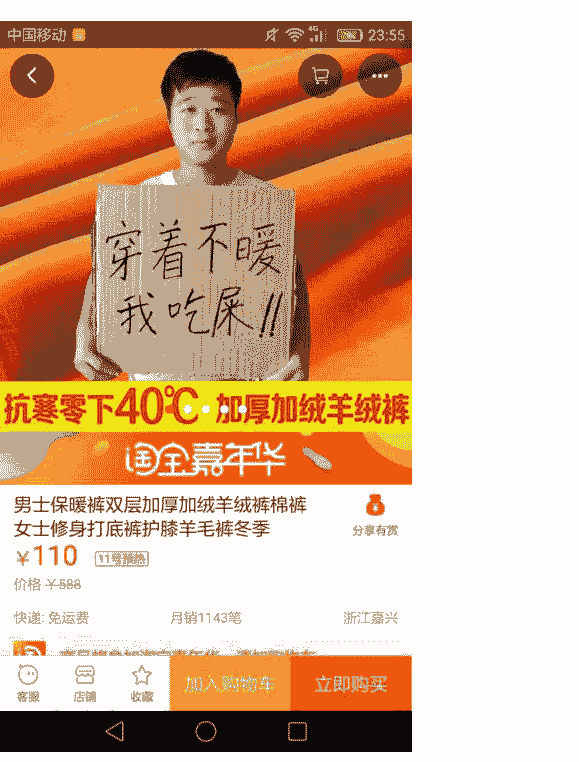 中国移动 4G 23:55
穿着不暖
我吃屎!!
抗寒零下40℃ 加厚加绒羊绒裤
淘宝嘉年华
男士保暖裤双层加厚加绒羊绒裤棉裤
女士修身打底裤护膝羊毛裤冬季
分享有赏
¥110 11号预热
价格 ¥588
快递: 免运费 月销1143笔 浙江嘉兴
客服 店铺 收藏 加入购物车 立即购买